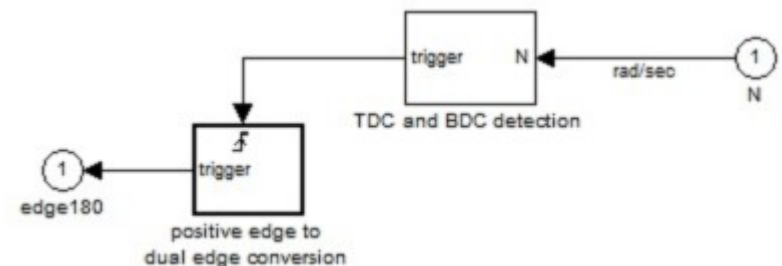 trigger
N
1
rad/sec
N
TDC and BDC detection
trigger
1
edge180
positive edge to
dual edge conversion